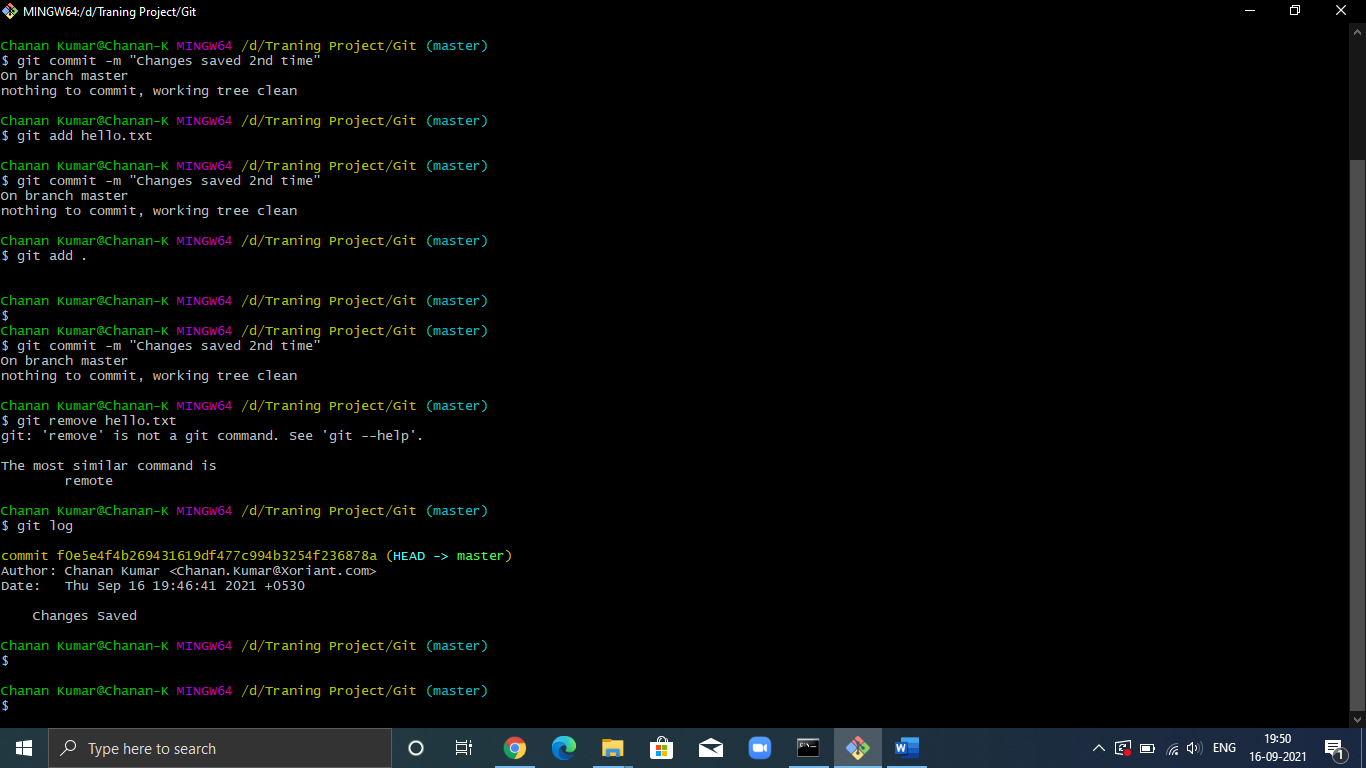 MINGW64:/d/Traning Project/Git
Chanan Kumar@Chanan-K MINGW64 /d/Traning Project/Git (master)
$ git commit -m "Changes saved 2nd time"
On branch master
nothing to commit, working tree clean
Chanan Kumar@Chanan-K MINGW64 /d/Traning Project/Git (master)
$ git add hello.txt
Chanan Kumar@Chanan-K MINGW64 /d/Traning Project/Git (master)
$ git commit -m "Changes saved 2nd time"
On branch master
nothing to commit, working tree clean
Chanan Kumar@Chanan-K MINGW64 /d/Traning Project/Git (master)
$ git add .
Chanan Kumar@Chanan-K MINGW64 /d/Traning Project/Git (master)
$
Chanan Kumar@Chanan-K MINGW64 /d/Traning Project/Git (master)
$ git commit -m "Changes saved 2nd time"
On branch master
nothing to commit, working tree clean
Chanan Kumar@Chanan-K MINGW64 /d/Traning Project/Git (master)
$ git remove hello.txt
git: 'remove' is not a git command. See 'git --help'.
The most similar command is
remote
Chanan Kumar@Chanan-K MINGW64 /d/Traning Project/Git (master)
$ git log
commit f0e5e4f4b269431619df477c994b3254f236878a (HEAD -> master)
Author: Chanan Kumar <Chanan.Kumar@Xoriant.com>
Date: Thu Sep 16 19:46:41 2021 +0530
Changes Saved
Chanan Kumar@Chanan-K MINGW64 /d/Traning Project/Git (master)
$
Chanan Kumar@Chanan-K MINGW64 /d/Traning Project/Git (master)
$
Type here to search
ENG
19:50
16-09-2021
1